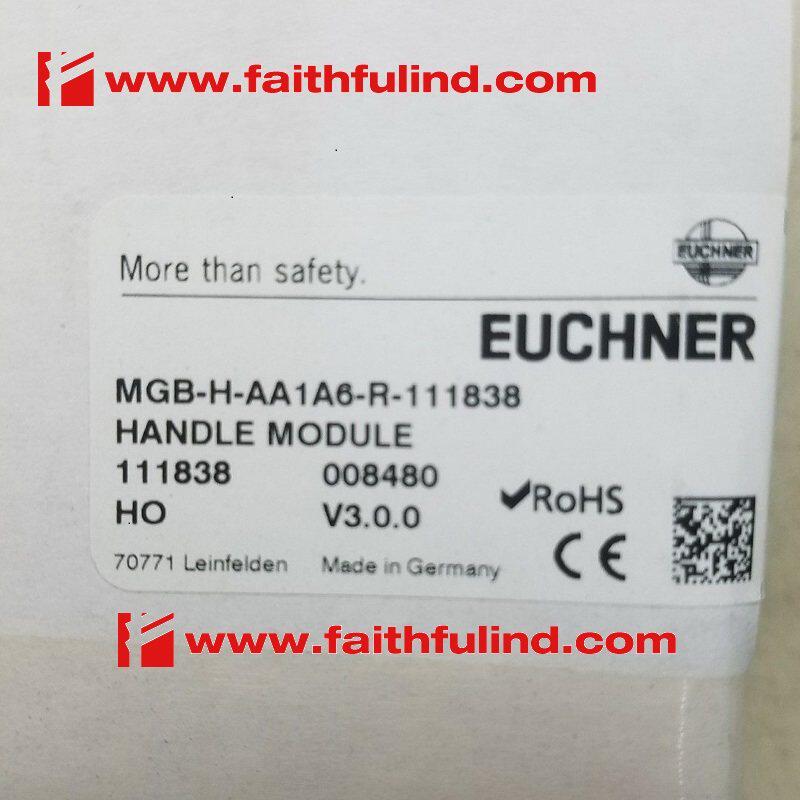 www.faithfulind.com
EUCHNER
More than safety.
EUCHNER
MGB-H-AA1A6-R-111838
HANDLE MODULE
111838 008480
HO V3.0.0
✔RoHS
CE
70771 Leinfelden Made in Germany
www.faithfulind.com